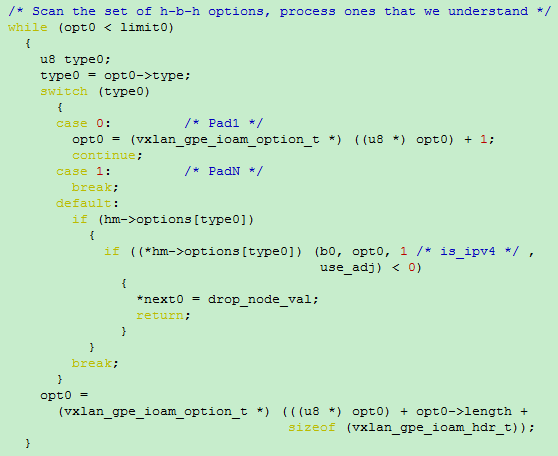 /* Scan the set of h-b-h options, process ones that we understand */
while (opt0 < limit0)
{
u8 type0;
type0 = opt0->type;
switch (type0)
{
case 0: /* Pad1 */
opt0 = (vxlan_gpe_ioam_option_t *) ((u8 *) opt0) + 1;
continue;
case 1: /* PadN */
break;
default:
if (hm->options[type0])
{
if ((*hm->options[type0]) (b0, opt0, 1 /* is_ipv4 */ ,
use_adj) < 0)
{
*next0 = drop_node_val;
return;
}
}
break;
}
opt0 =
(vxlan_gpe_ioam_option_t *) (((u8 *) opt0) + opt0->length +
sizeof (vxlan_gpe_ioam_hdr_t));
}